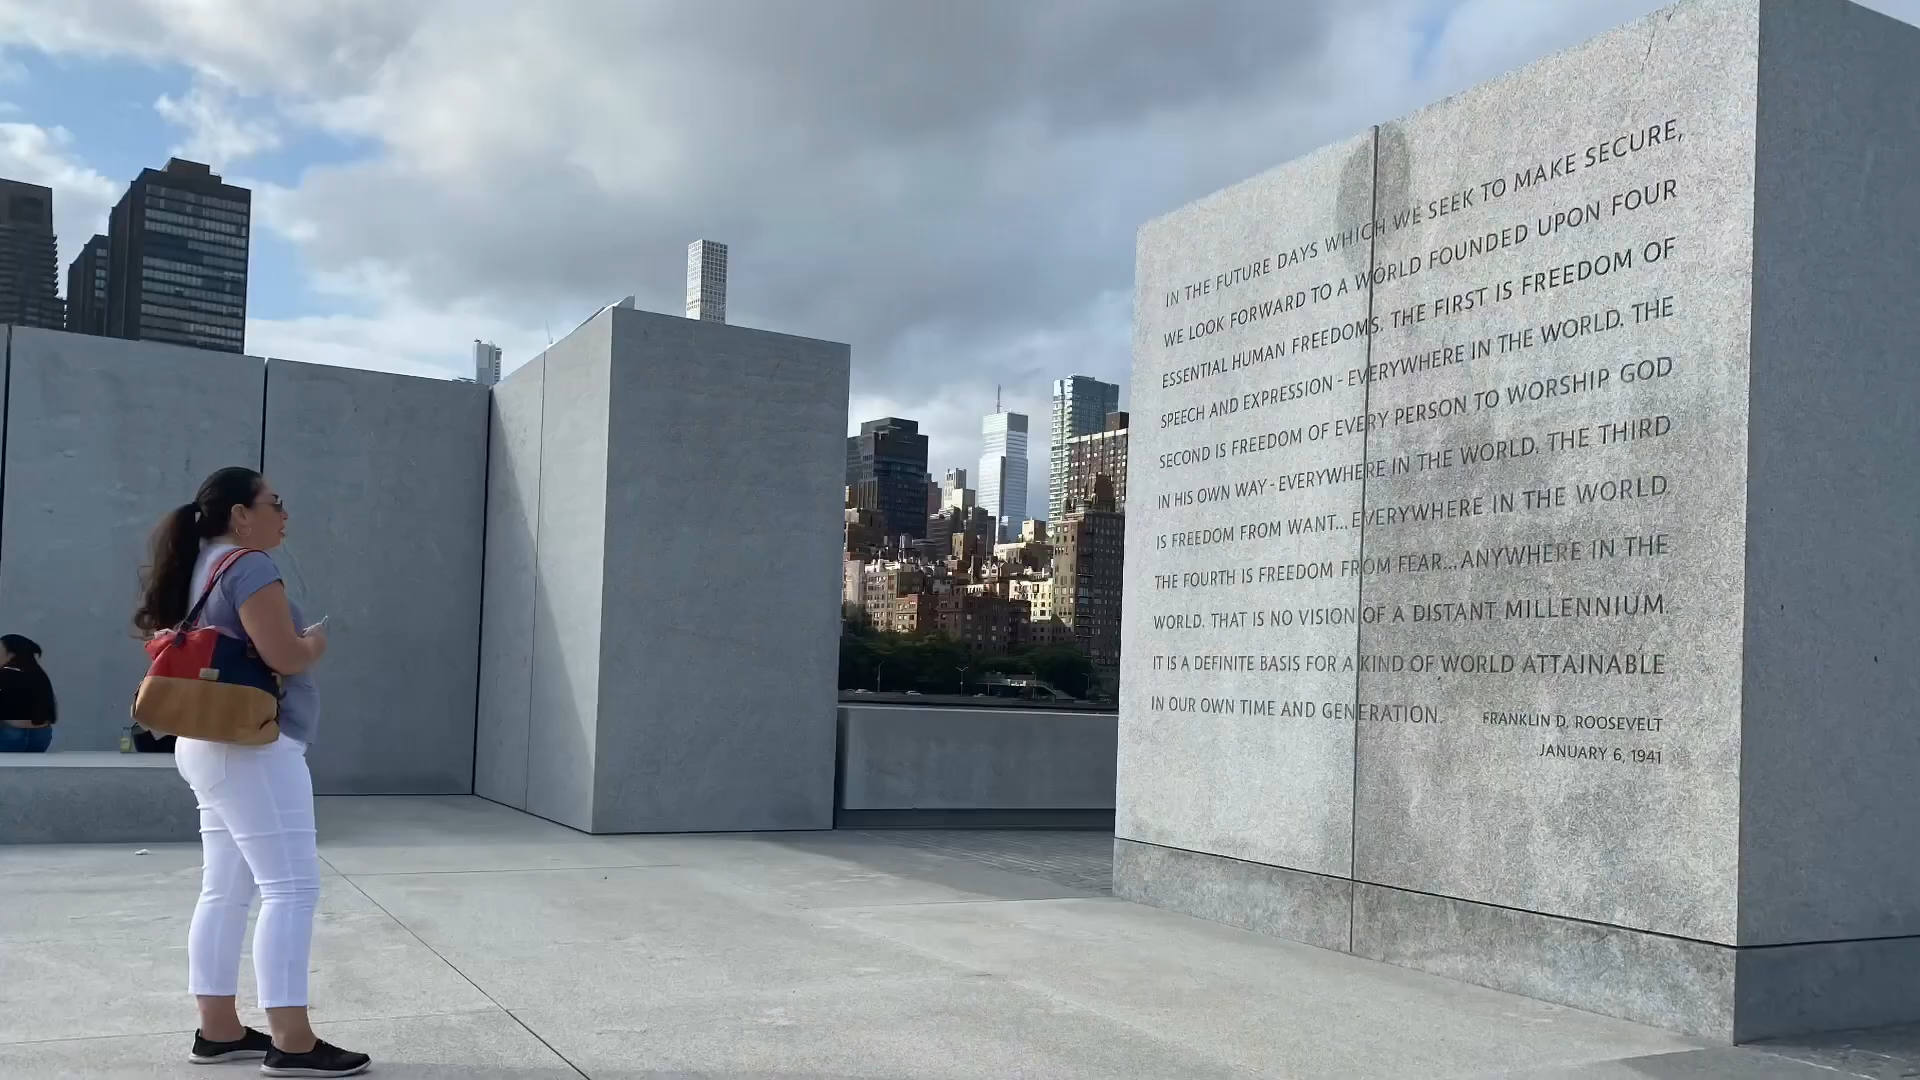 IN THE FUTURE DAYS WHICH WE SEEK TO MAKE SECURE,
WE LOOK FORWARD TO A WORLD FOUNDED UPON FOUR
ESSENTIAL HUMAN FREEDOMS. THE FIRST IS FREEDOM OF
SPEECH AND EXPRESSION - EVERYWHERE IN THE WORLD. THE
SECOND IS FREEDOM OF EVERY PERSON TO WORSHIP GOD
IN HIS OWN WAY - EVERYWHERE IN THE WORLD. THE THIRD
IS FREEDOM FROM WANT... EVERYWHERE IN THE WORLD.
THE FOURTH IS FREEDOM FROM FEAR... ANYWHERE IN THE
WORLD. THAT IS NO VISION OF A DISTANT MILLENNIUM.
IT IS A DEFINITE BASIS FOR A KIND OF WORLD ATTAINABLE
IN OUR OWN TIME AND GENERATION.
FRANKLIN D. ROOSEVELT
JANUARY 6, 1941